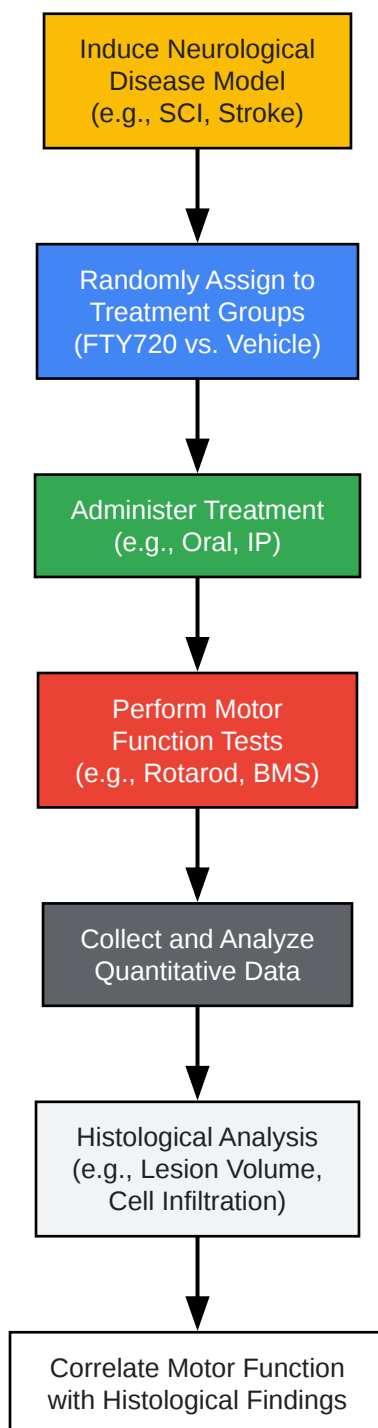 Induce Neurological
Disease Model
(e.g., SCI, Stroke)
Randomly Assign to
Treatment Groups
(FTY720 vs. Vehicle)
Administer Treatment
(e.g., Oral, IP)
Perform Motor
Function Tests
(e.g., Rotarod, BMS)
Collect and Analyze
Quantitative Data
Histological Analysis
(e.g., Lesion Volume,
Cell Infiltration)
Correlate Motor Function
with Histological Findings